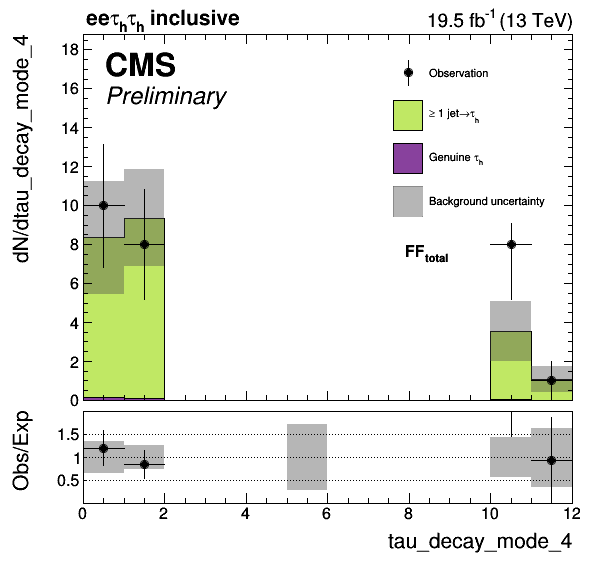 eeτhτh inclusive
19.5 fb-1 (13 TeV)
CMS
Preliminary
Observation
≥ 1 jet→τh
Genuine τh
Background uncertainty
FFtotal
dN/dtau_decay_mode_4
18
16
14
12
10
8
6
4
2
0
Obs/Exp
1.5
1
0.5
0 2 4 6 8 10 12
tau_decay_mode_4